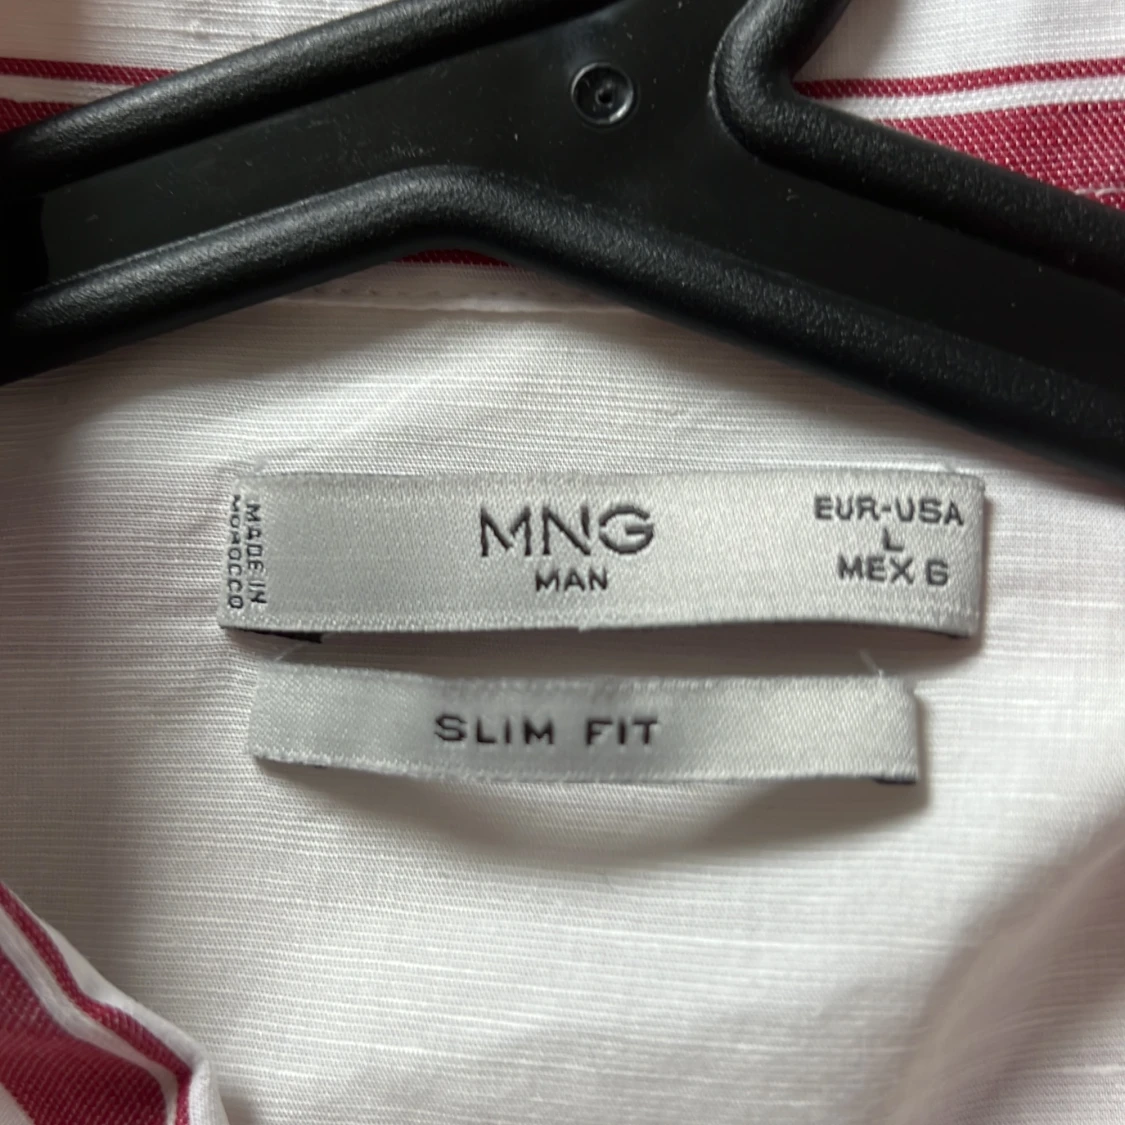 MADE IN
MOROCCO
MNG
MAN
EUR-USA
L
MEX 6
SLIM FIT